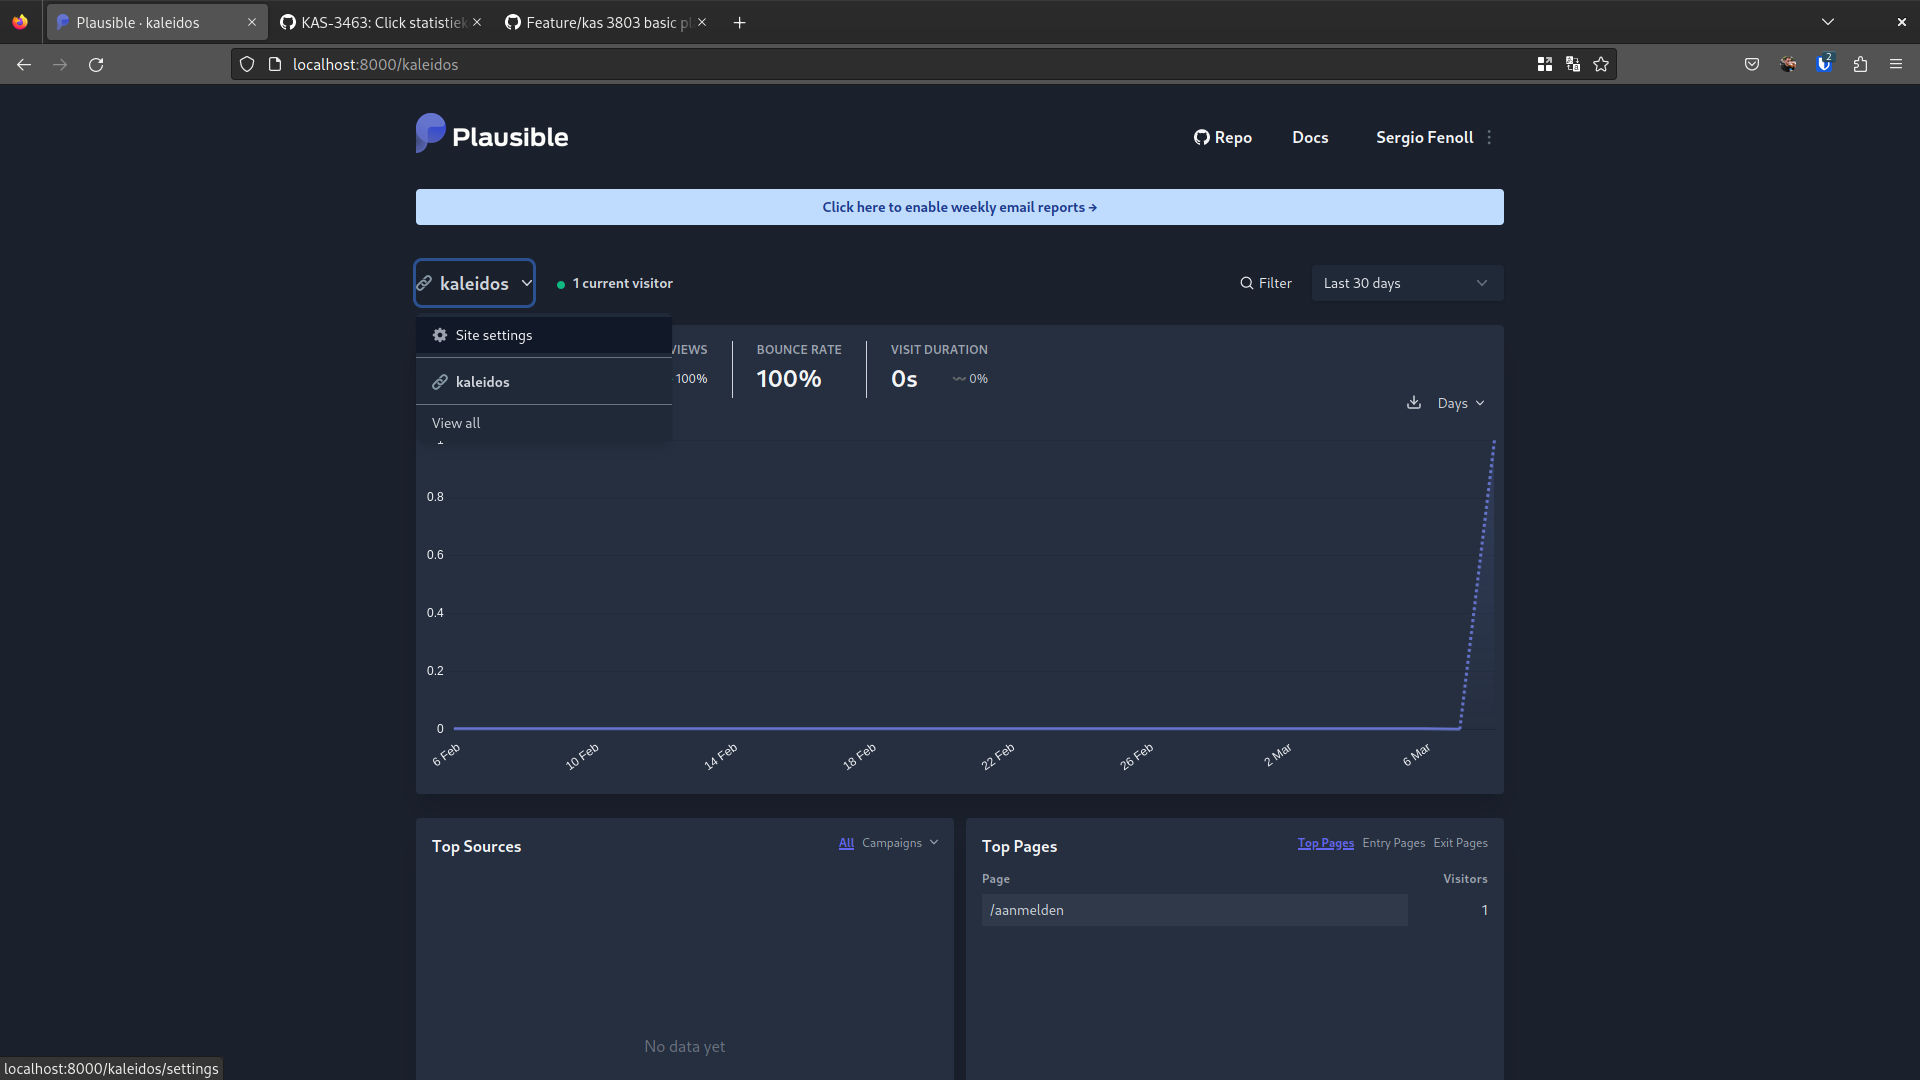 Plausible · kaleidos
KAS-3463: Click statistiek
Feature/kas 3803 basic pl
localhost:8000/kaleidos
2
Plausible
Repo
Docs
Sergio Fenoll
Click here to enable weekly email reports →
kaleidos
1 current visitor
Filter
Last 30 days
Site settings
kaleidos
View all
VIEWS
100%
BOUNCE RATE
100%
VISIT DURATION
0s
0%
Days
1
0.8
0.6
0.4
0.2
0
6 Feb
10 Feb
14 Feb
18 Feb
22 Feb
26 Feb
2 Mar
6 Mar
Top Sources
All
Campaigns
No data yet
Top Pages
Top Pages
Entry Pages
Exit Pages
Page
Visitors
/aanmelden
1
localhost:8000/kaleidos/settings